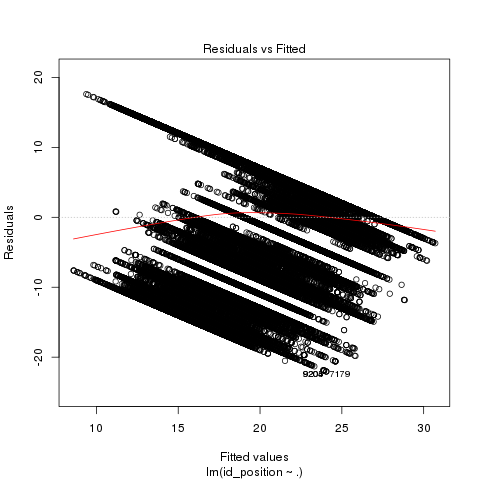 Residuals vs Fitted
Residuals
20
10
0
-10
-20
7179
10
15
20
25
30
Fitted values
lm(id_position ~ .)